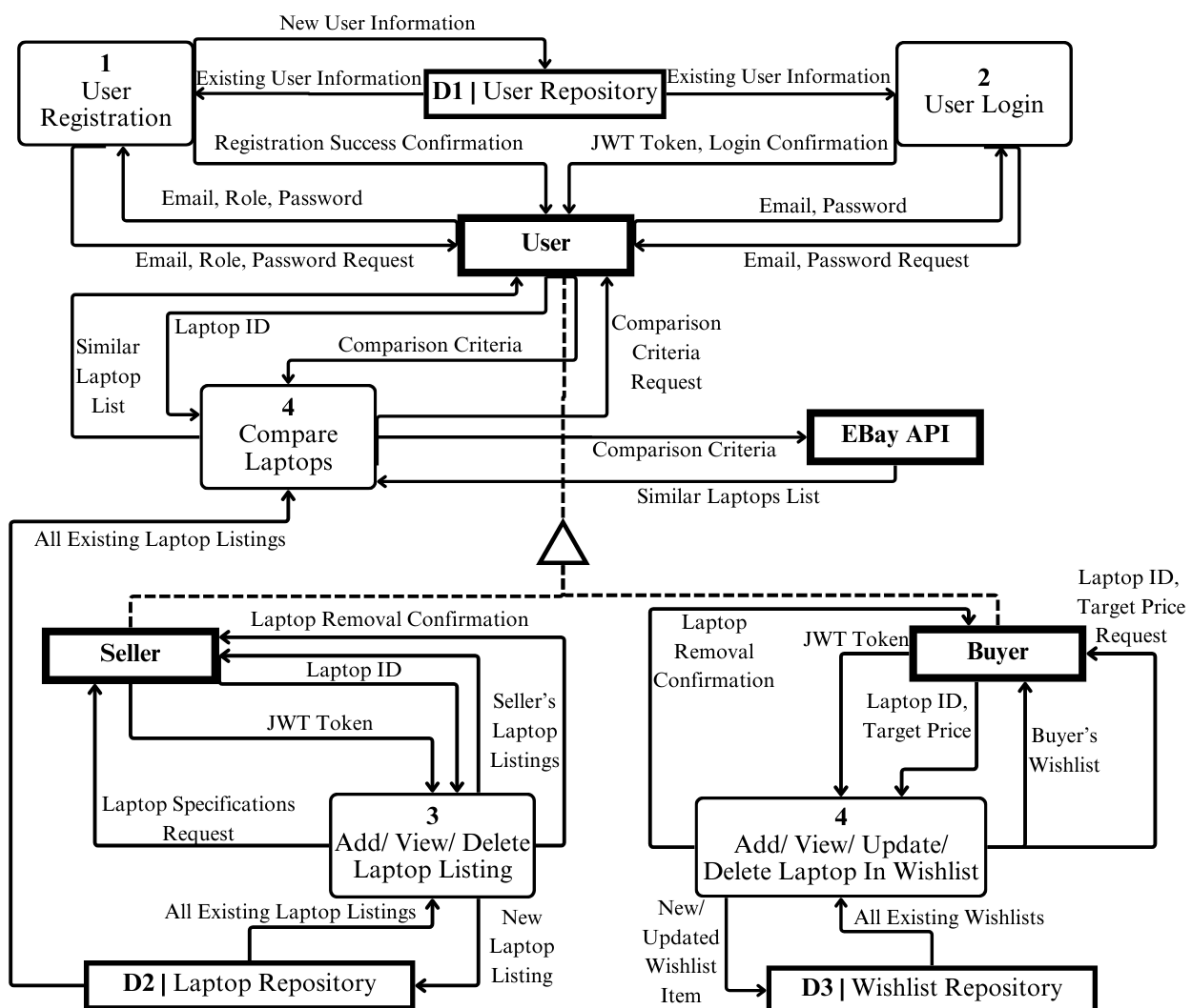 New User Information
1
User
Registration
Existing User Information
D1 | User Repository
Existing User Information
2
User Login
Registration Success Confirmation
JWT Token, Login Confirmation
Email, Role, Password
Email, Password
User
Email, Role, Password Request
Email, Password Request
Laptop ID
Comparison Criteria
Comparison
Criteria
Request
Similar
Laptop
List
4
Compare
Laptops
EBay API
Comparison Criteria
Similar Laptops List
All Existing Laptop Listings
Laptop ID,
Target Price
Request
Laptop Removal Confirmation
Seller
Laptop ID
JWT Token
Seller's
Laptop
Listings
Laptop
Removal
Confirmation
JWT Token
Buyer
Laptop ID,
Target Price
Buyer's
Wishlist
Laptop Specifications
Request
3
Add/ View/ Delete
Laptop Listing
4
Add/ View/ Update/
Delete Laptop In Wishlist
All Existing Laptop Listings
New
Laptop
Listing
New/
Updated
Wishlist
Item
All Existing Wishlists
D2 | Laptop Repository
D3 | Wishlist Repository